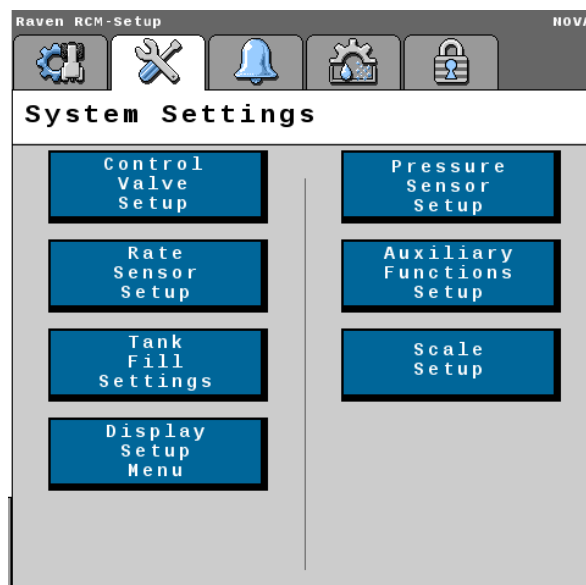 Raven RCM-Setup
NOVA
System Settings
Control
Valve
Setup
Pressure
Sensor
Setup
Rate
Sensor
Setup
Auxiliary
Functions
Setup
Tank
Fill
Settings
Scale
Setup
Display
Setup
Menu